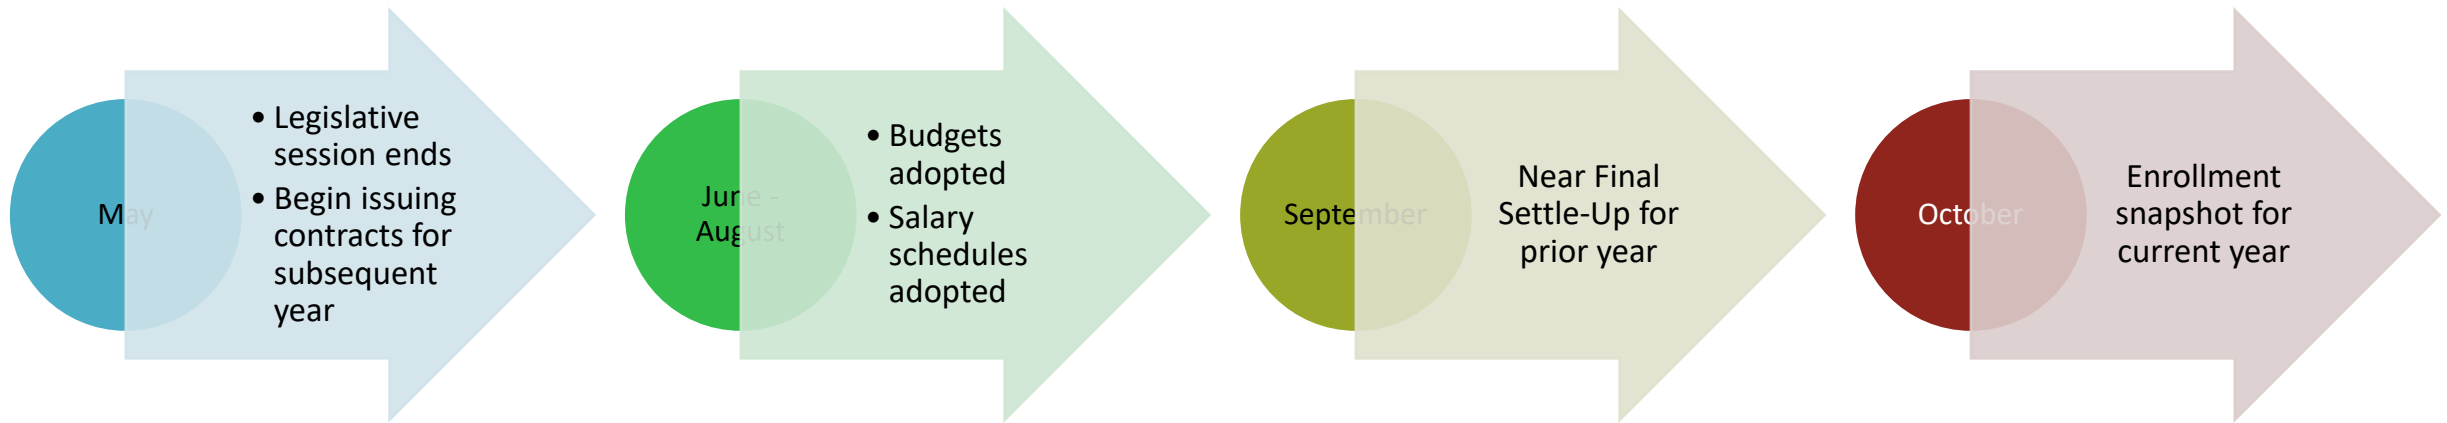 May
• Legislative
session ends
• Begin issuing
contracts for
subsequent
year
June -
August
• Budgets
adopted
• Salary
schedules
adopted
September
Near Final
Settle-Up for
prior year
October
Enrollment
snapshot for
current year